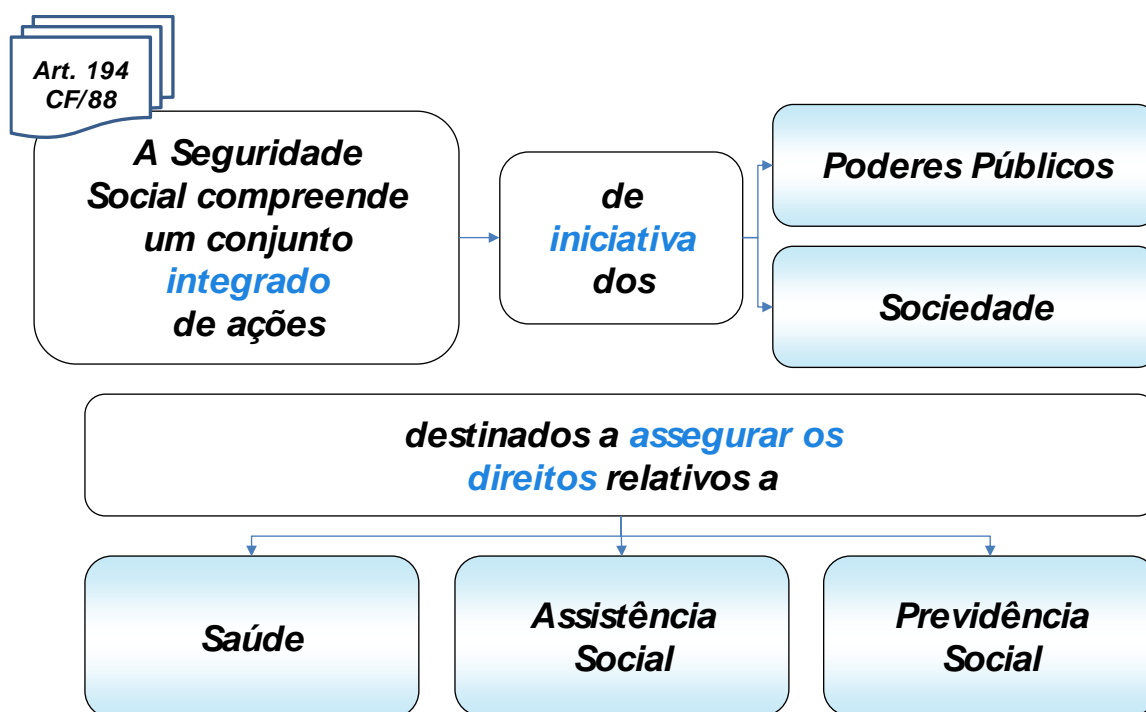 Art. 194
CF/88
A Seguridade
Social compreende
um conjunto
integrado
de ações
de
iniciativa
dos
Poderes Públicos
Sociedade
destinados a assegurar os
direitos relativos a
Saúde
Assistência
Social
Previdência
Social